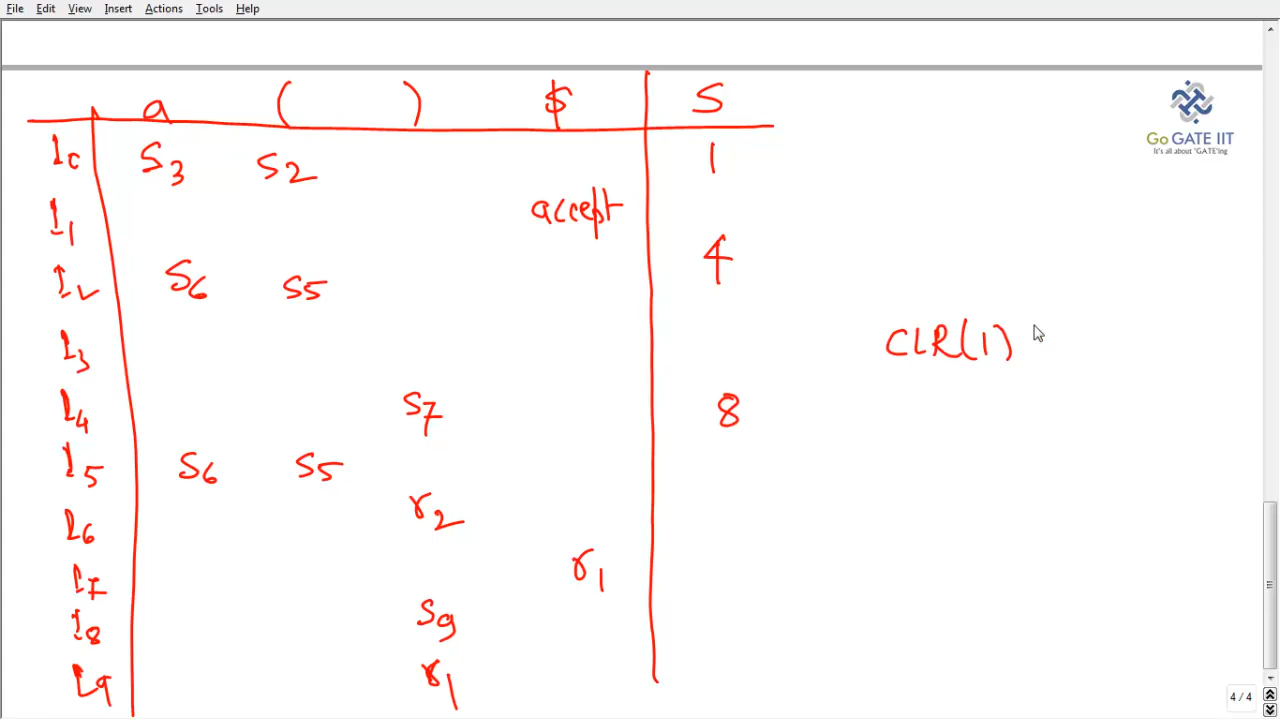 File Edit View Insert Actions Tools Help
a ( ) $ S
I0 S3 S2 1
I1 accept
I2 S6 S5 4
I3
I4 S7 8
I5 S6 S5
I6 r2
I7 r1
I8 S9
I9 r1
CLR(1)
Go GATE IIT
It's all about "GATE"ing
4 / 4